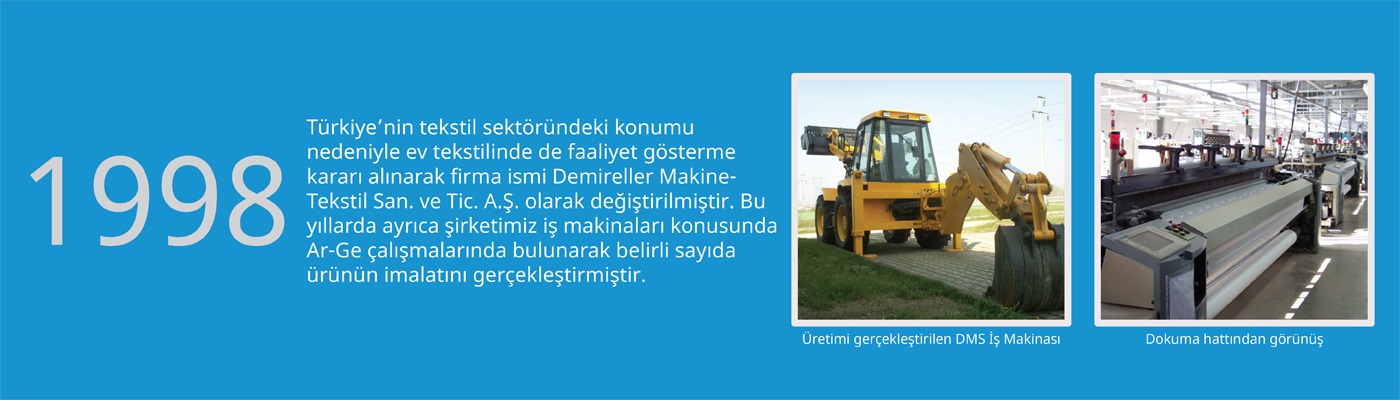 1998
Türkiye’nin tekstil sektöründeki konumu
nedeniyle ev tekstilinde de faaliyet gösterme
kararı alınarak firma ismi Demireller Makine-
Tekstil San. ve Tic. A.Ş. olarak değiştirilmiştir. Bu
yıllarda ayrıca şirketimiz iş makinaları konusunda
Ar-Ge çalışmalarında bulunarak belirli sayıda
ürünün imalatını gerçekleştirmiştir.
Üretimi gerçekleştirilen DMS İş Makinası
Dokuma hattından görünüş